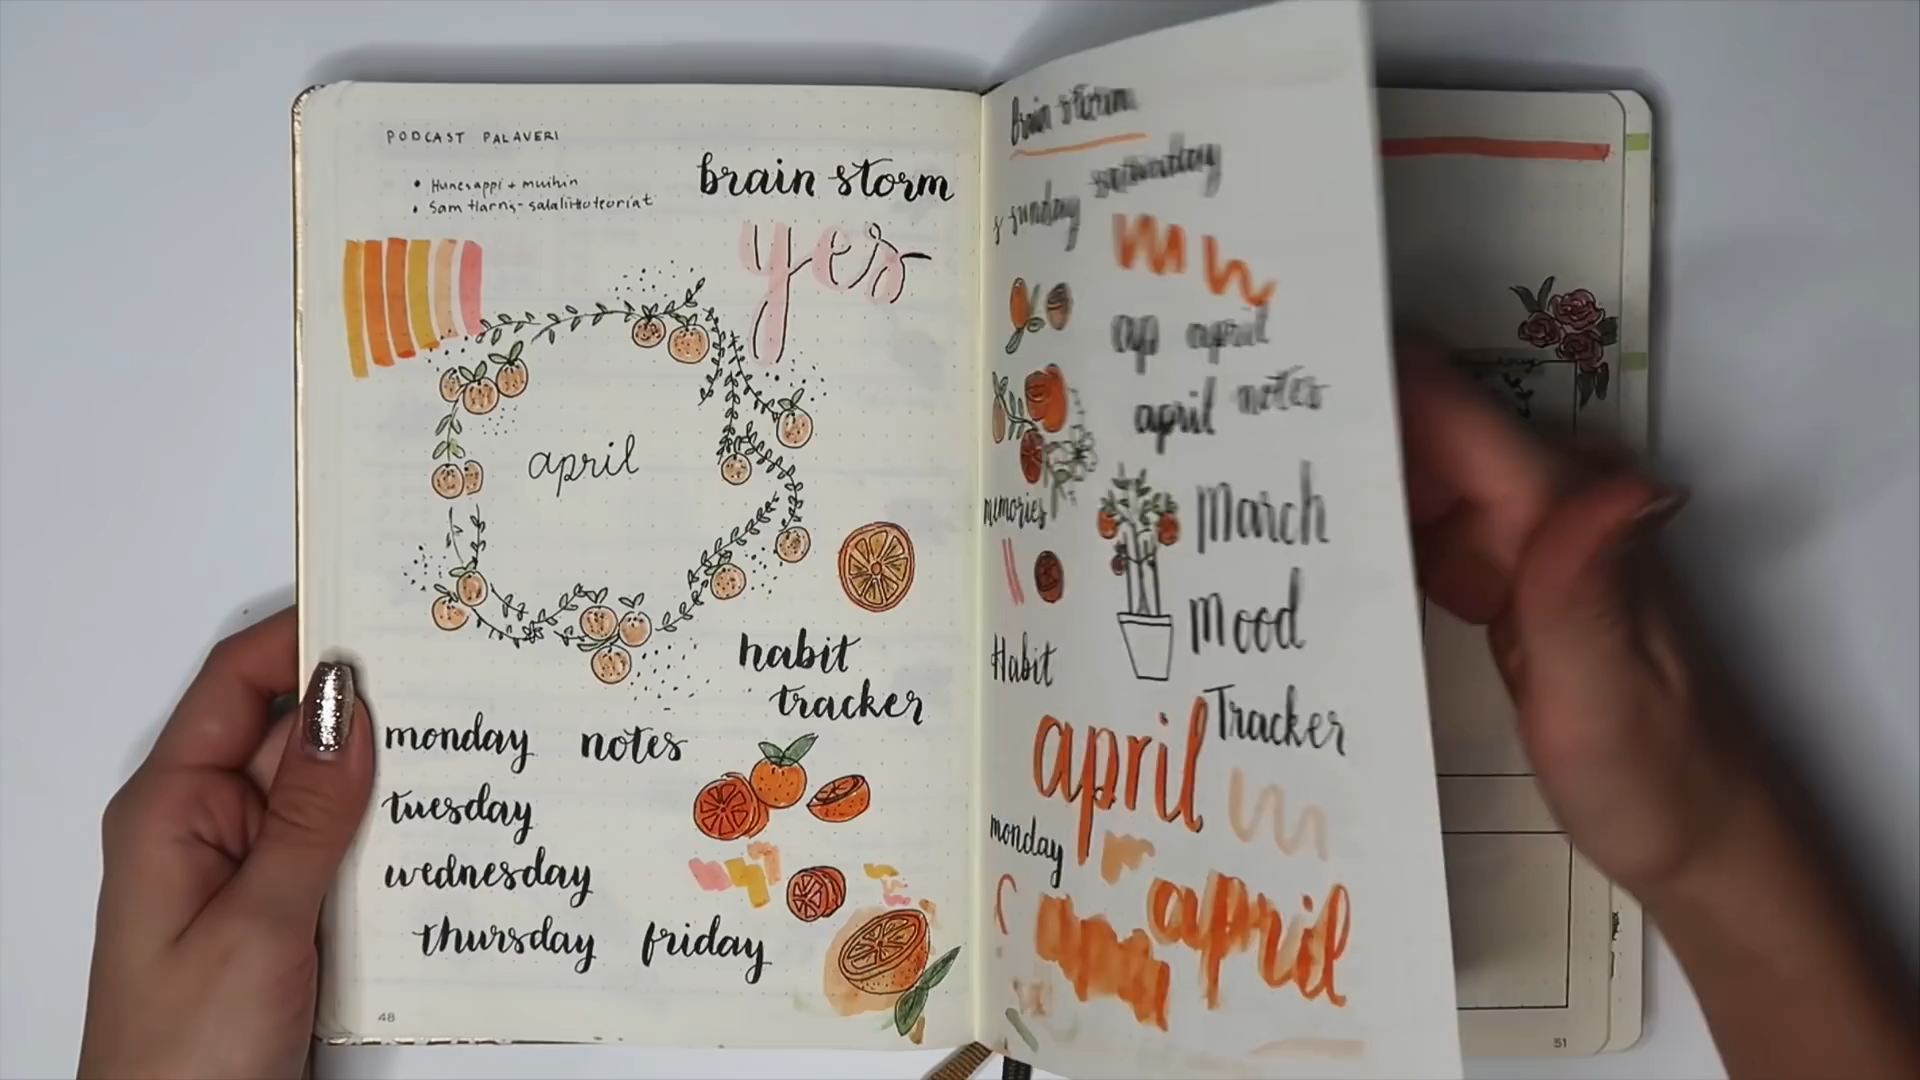 PODCAST PALAVERI
• Hunesappi + muihin
• Sam Harris - salaliittoteoriat
brain storm
yes
april
habit
tracker
monday notes
tuesday
wednesday
thursday friday
48
Brain storm
sunday saturday
ap april
april notes
memories
March
Mood
Habit
Tracker
april
monday
april
51